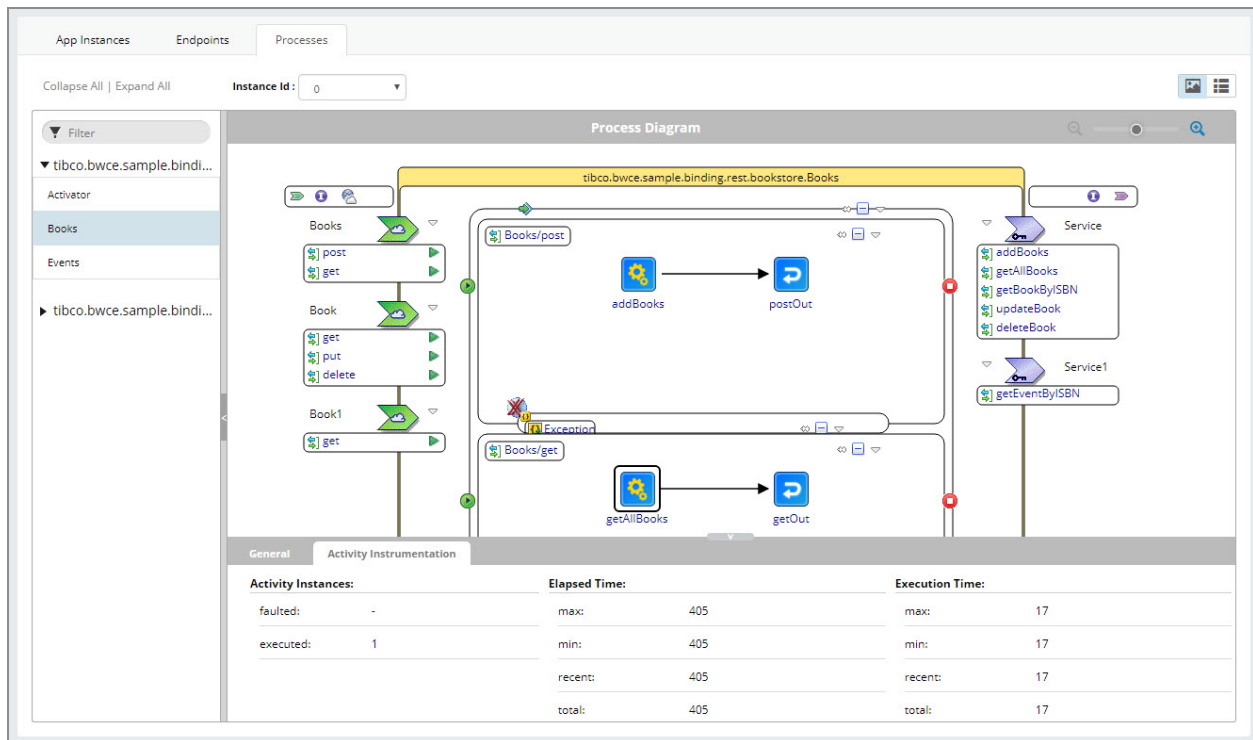 App Instances Endpoints Processes
Collapse All | Expand All Instance Id : 0
Filter
tibco.bwce.sample.bindi...
Activator
Books
Events
tibco.bwce.sample.bindi...
Process Diagram
tibco.bwce.sample.binding.rest.bookstore.Books
Books
post
get
Book
get
put
delete
Book1
get
Books/post
addBooks postOut
Exception
Books/get
getAllBooks getOut
Service
addBooks
getAllBooks
getBookByISBN
updateBook
deleteBook
Service1
getEventByISBN
General Activity Instrumentation
Activity Instances: Elapsed Time: Execution Time:
faulted: - max: 405 max: 17
executed: 1 min: 405 min: 17
recent: 405 recent: 17
total: 405 total: 17